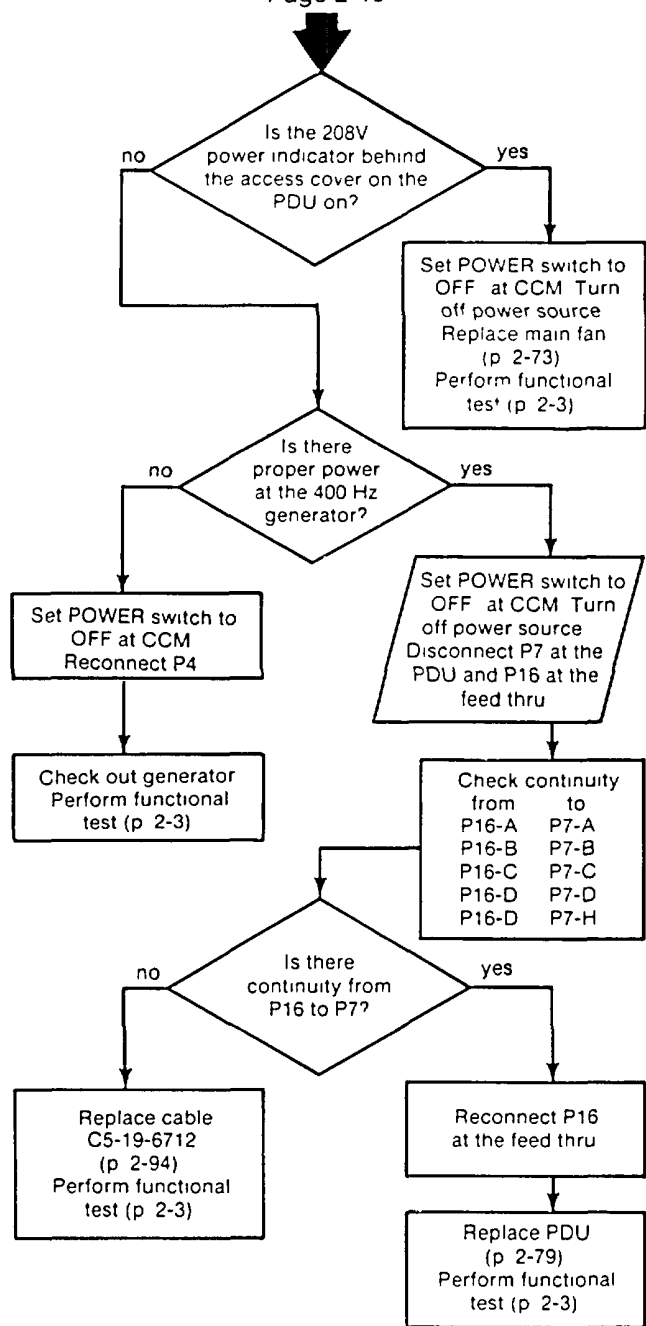 Is the 208V
power indicator behind
the access cover on the
PDU on?
no
yes
Set POWER switch to
OFF at CCM Turn
off power source
Replace main fan
(p 2-73)
Perform functional
test (p 2-3)
Is there
proper power
at the 400 Hz
generator?
no
yes
Set POWER switch to
OFF at CCM
Reconnect P4
Check out generator
Perform functional
test (p 2-3)
Set POWER switch to
OFF at CCM Turn
off power source
Disconnect P7 at the
PDU and P16 at the
feed thru
Check continuity
from to
P16-A P7-A
P16-B P7-B
P16-C P7-C
P16-D P7-D
P16-D P7-H
Is there
continuity from
P16 to P7?
no
yes
Replace cable
C5-19-6712
(p 2-94)
Perform functional
test (p 2-3)
Reconnect P16
at the feed thru
Replace PDU
(p 2-79)
Perform functional
test (p 2-3)